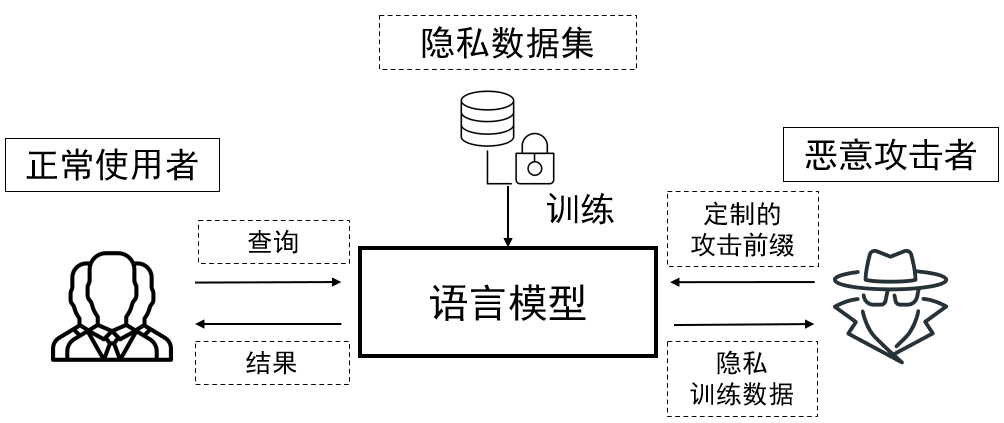 隐私数据集
正常使用者
恶意攻击者
训练
查询
定制的
攻击前缀
语言模型
结果
隐私
训练数据